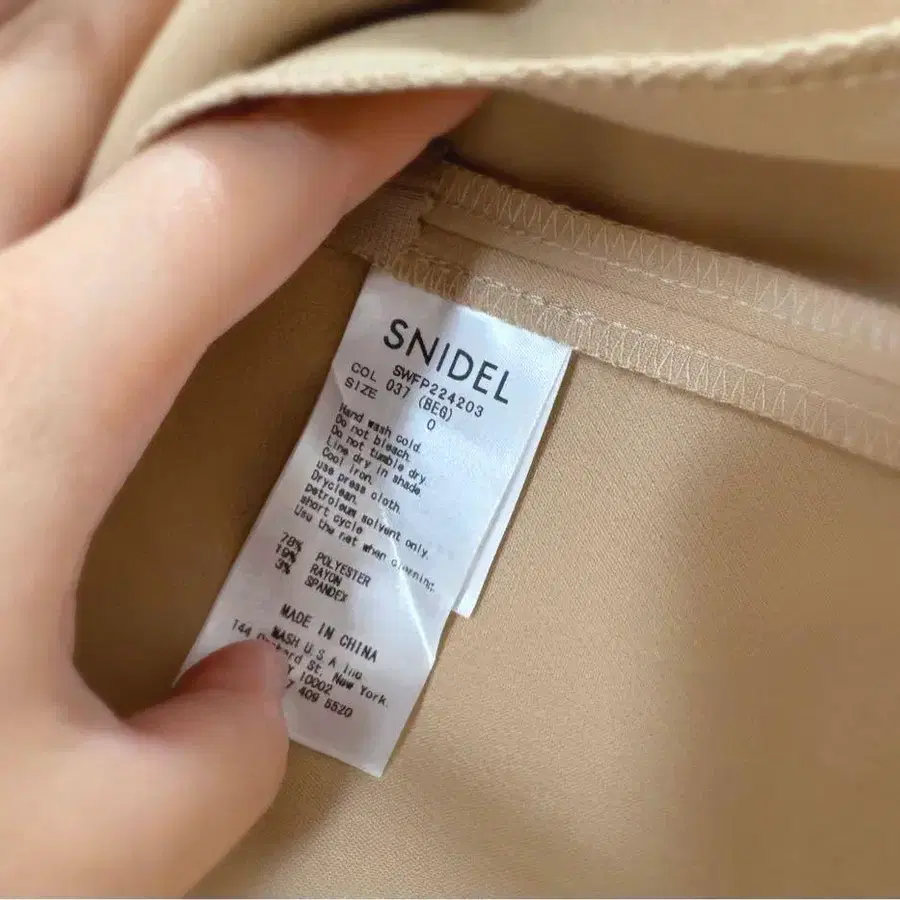 SNIDEL
SWFP224203
COL 037 (BEG)
SIZE 0
Hand wash cold.
Do not bleach.
Do not tumble dry.
Line dry in shade.
Cool iron.
use press cloth.
Dryclean.
petroleum solvent only.
short cycle
Use the net when cleaning.
78% POLYESTER
19% RAYON
3% SPANDEX
MADE IN CHINA
MASH U.S.A Inc.
144 St. New York.
10002
409 5520